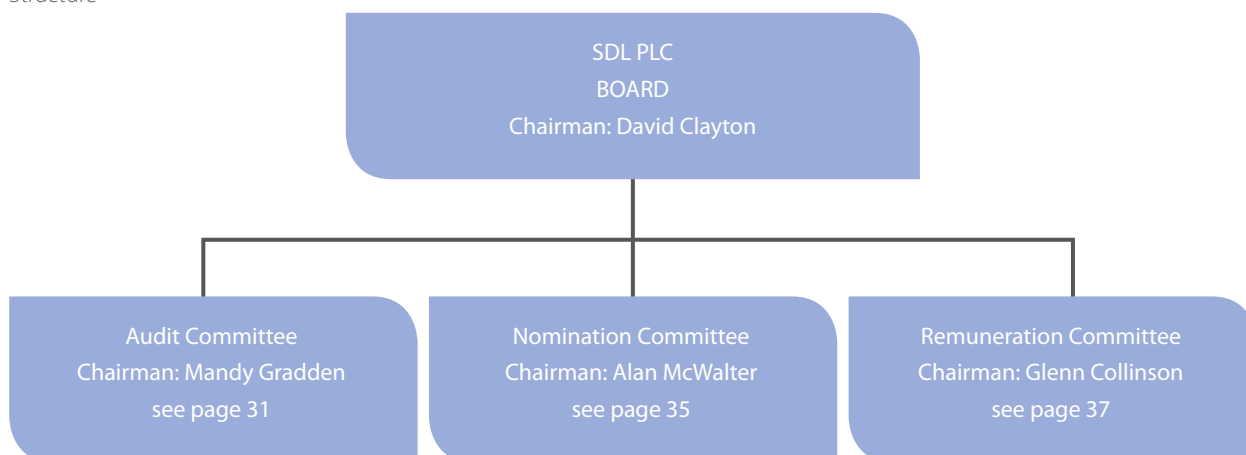 Structure
SDL PLC
BOARD
Chairman: David Clayton
Audit Committee
Chairman: Mandy Gradden
see page 31
Nomination Committee
Chairman: Alan McWalter
see page 35
Remuneration Committee
Chairman: Glenn Collinson
see page 37